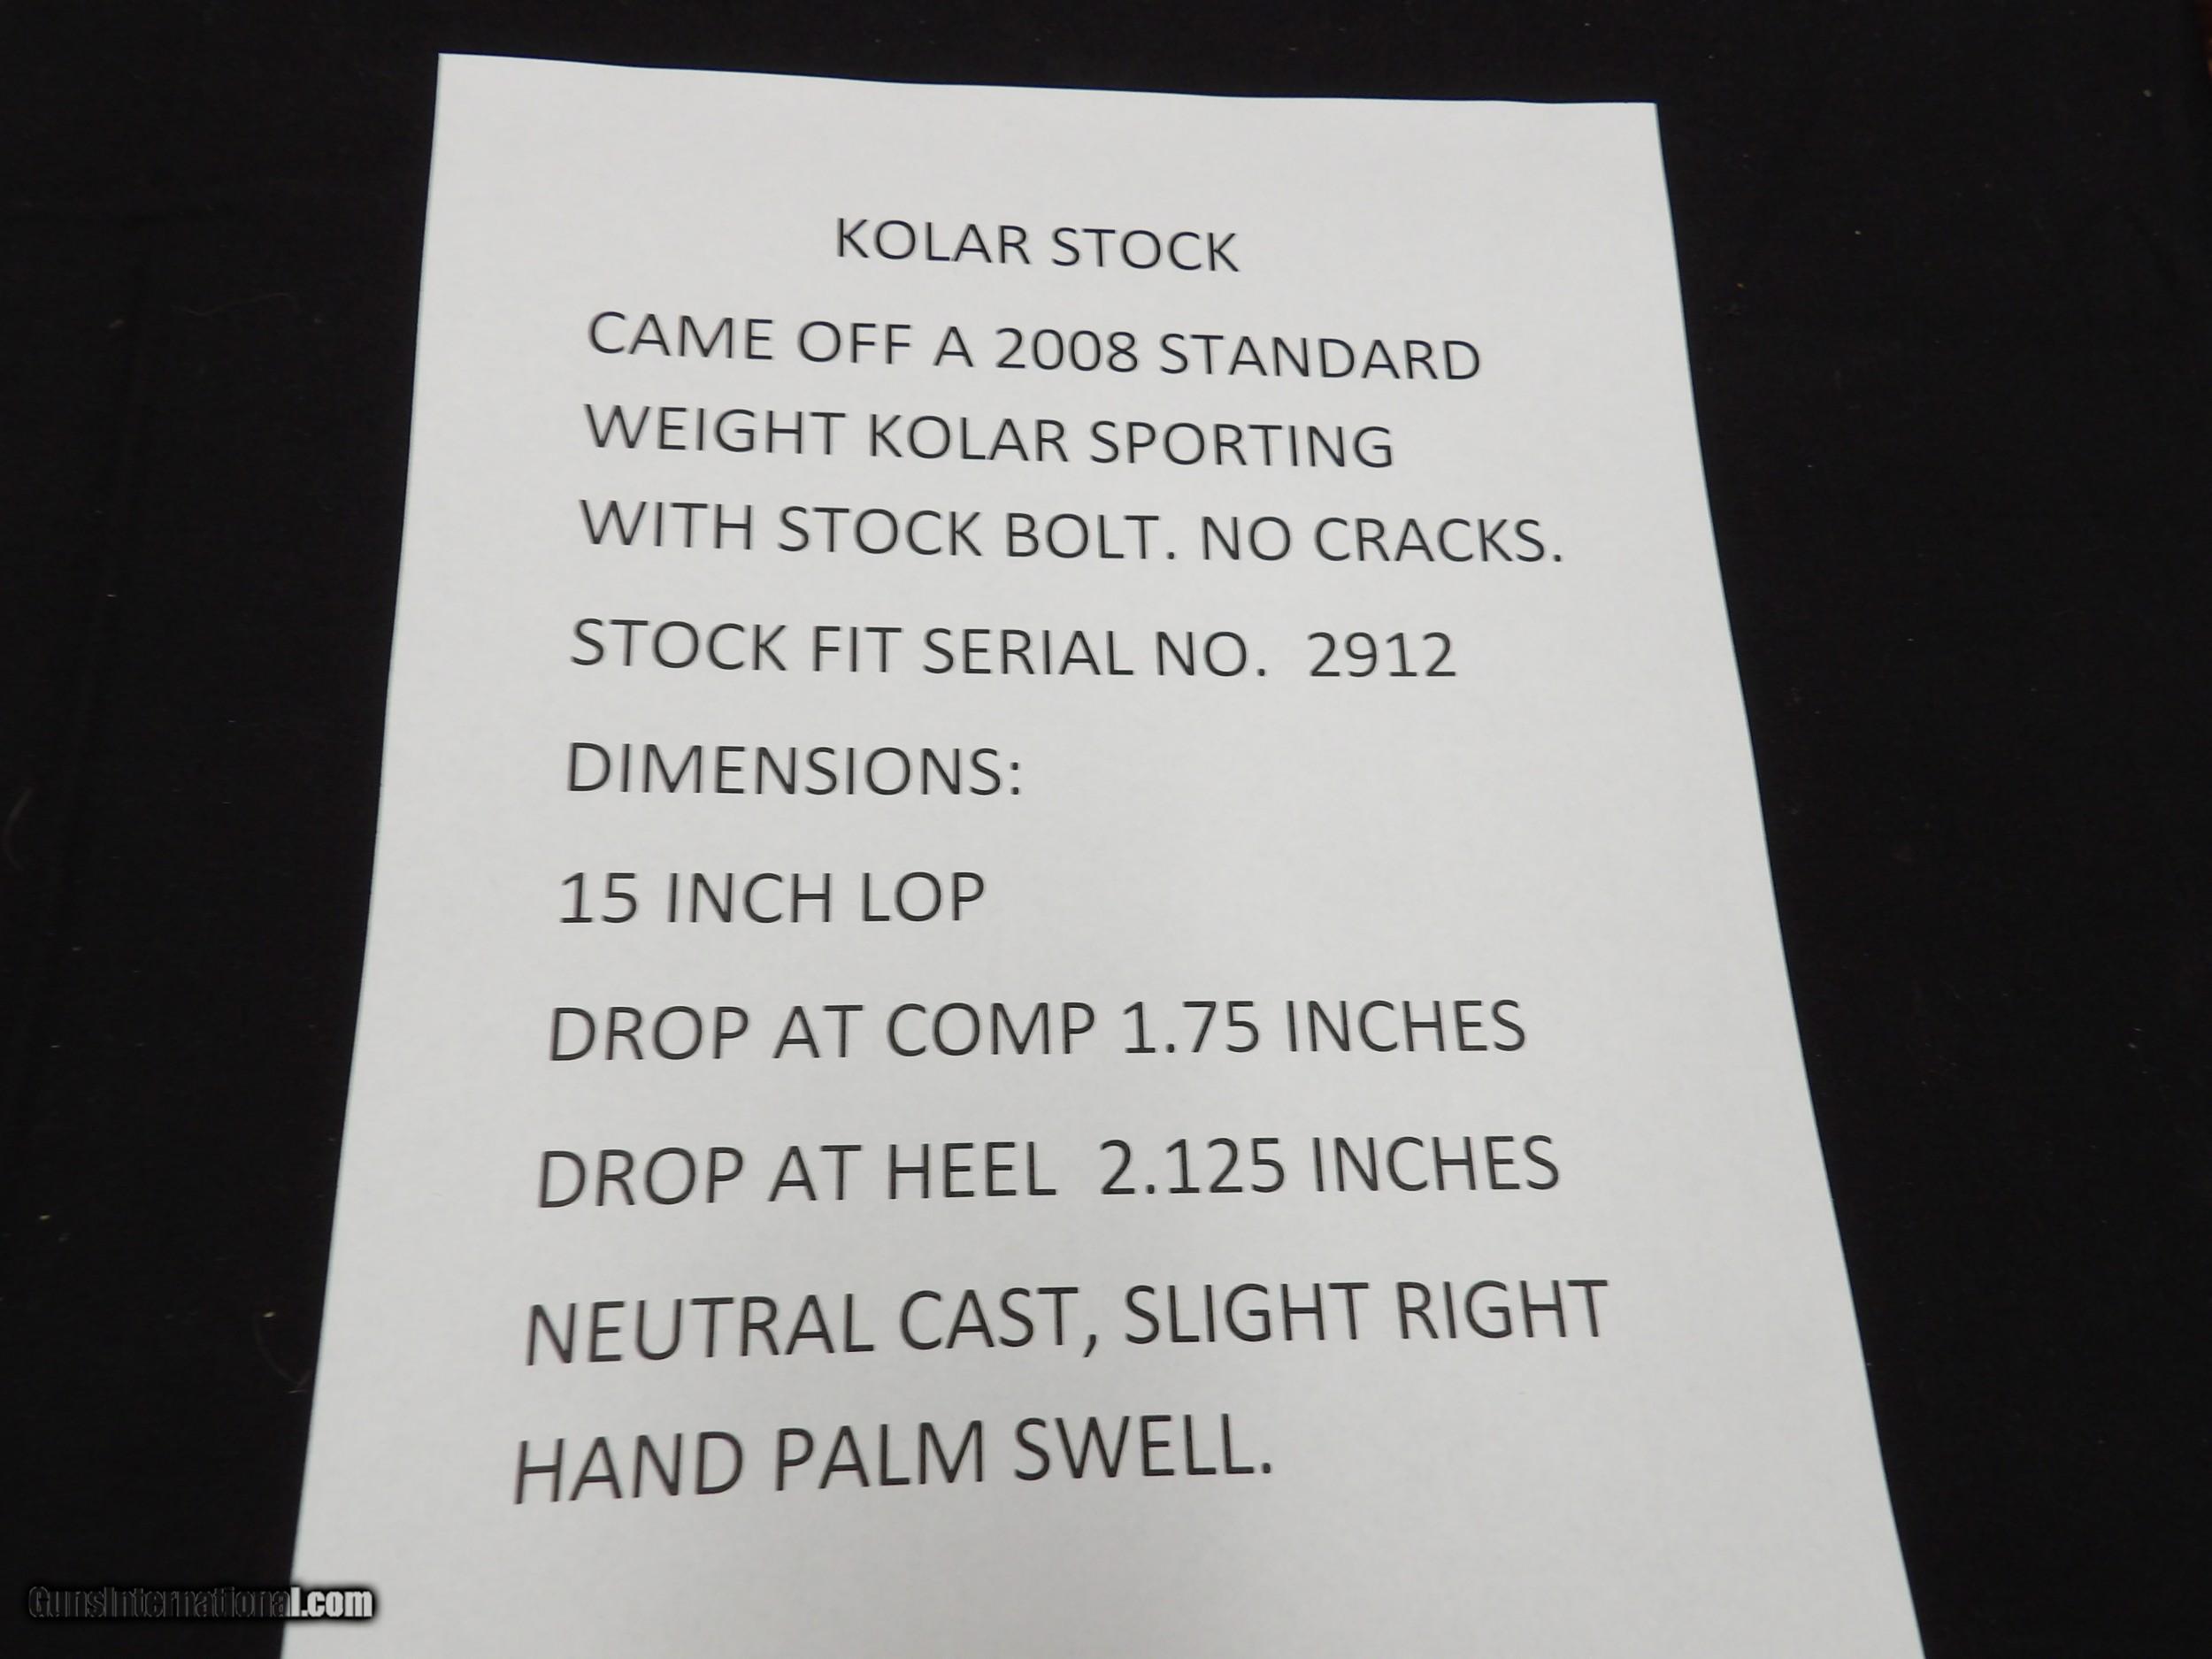 KOLAR STOCK
CAME OFF A 2008 STANDARD
WEIGHT KOLAR SPORTING
WITH STOCK BOLT. NO CRACKS.
STOCK FIT SERIAL NO. 2912
DIMENSIONS:
15 INCH LOP
DROP AT COMP 1.75 INCHES
DROP AT HEEL 2.125 INCHES
NEUTRAL CAST, SLIGHT RIGHT
HAND PALM SWELL.
GunsInternational.com